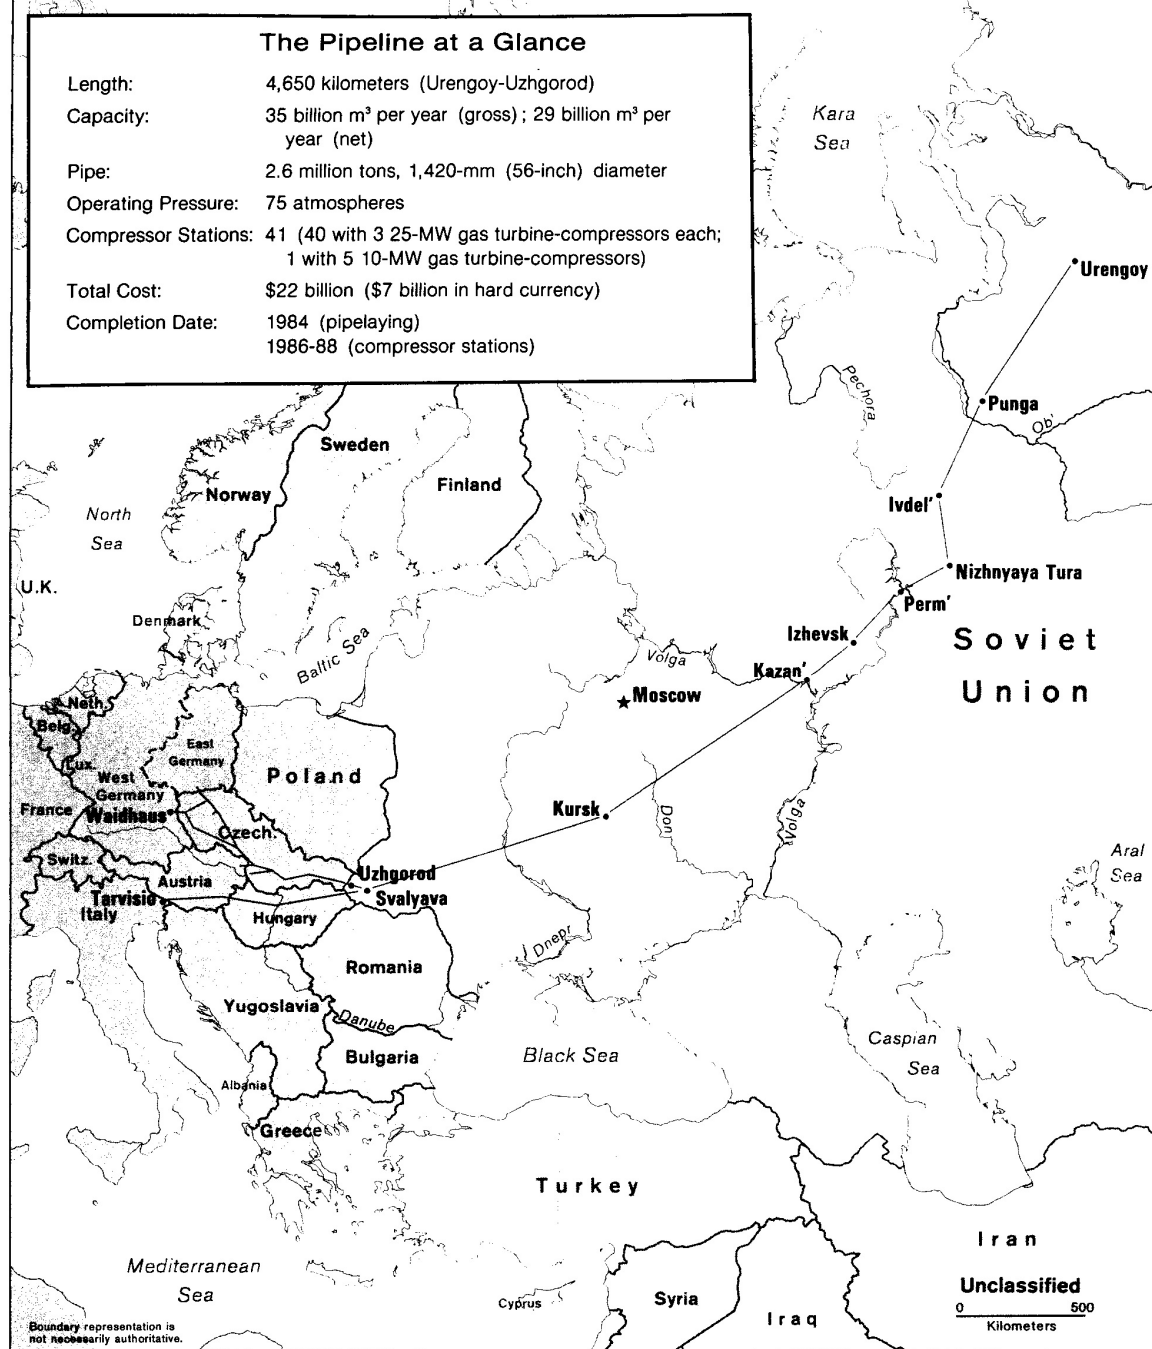 The Pipeline at a Glance
Length: 4,650 kilometers (Urengoy-Uzhgorod)
Capacity: 35 billion m³ per year (gross); 29 billion m³ per
year (net)
Pipe: 2.6 million tons, 1,420-mm (56-inch) diameter
Operating Pressure: 75 atmospheres
Compressor Stations: 41 (40 with 3 25-MW gas turbine-compressors each;
1 with 5 10-MW gas turbine-compressors)
Total Cost: $22 billion ($7 billion in hard currency)
Completion Date: 1984 (pipelaying)
1986-88 (compressor stations)
Kara
Sea
Urengoy
Pechora
Punga
Ob'
Sweden
Norway
Finland
Ivdel'
North
Sea
Nizhnyaya Tura
U.K.
Perm'
Denmark
Izhevsk
Soviet
Union
Baltic Sea
Volga
Kazan'
Moscow
Neth.
Belg.
East
Germany
Lux.
West
Germany
Poland
France
Waidhaus
Kursk
Don
Volga
Czech.
Switz.
Aral
Sea
Uzhgorod
Austria
Svalyava
Tarvisio
Italy
Hungary
Dnepr
Romania
Yugoslavia
Danube
Black Sea
Caspian
Sea
Bulgaria
Albania
Greece
Turkey
Iran
Mediterranean
Sea
Unclassified
0 500
Kilometers
Cyprus
Syria
Iraq
Boundary representation is
not necessarily authoritative.